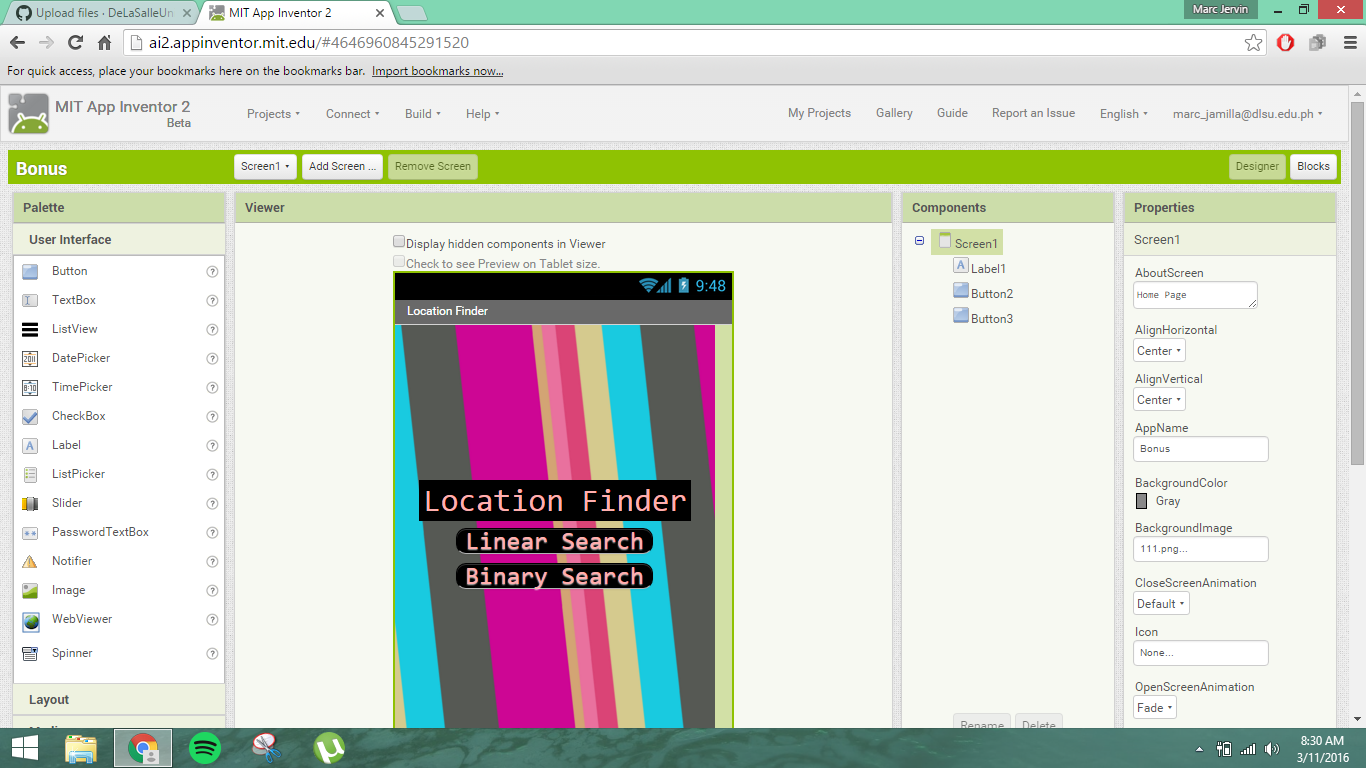 Upload files · DeLaSalleUn
MIT App Inventor 2
Marc Jervin
ai2.appinventor.mit.edu/#4646960845291520
For quick access, place your bookmarks here on the bookmarks bar. Import bookmarks now...
MIT App Inventor 2
Beta
Projects
Connect
Build
Help
My Projects
Gallery
Guide
Report an Issue
English
marc_jamilla@dlsu.edu.ph
Bonus
Screen1
Add Screen ...
Remove Screen
Designer
Blocks
Palette
User Interface
Button ?
TextBox ?
ListView ?
DatePicker ?
TimePicker ?
CheckBox ?
Label ?
ListPicker ?
Slider ?
PasswordTextBox ?
Notifier ?
Image ?
WebViewer ?
Spinner ?
Layout
Viewer
Display hidden components in Viewer
Check to see Preview on Tablet size.
9:48
Location Finder
Location Finder
Linear Search
Binary Search
Components
Screen1
A Label1
Button2
Button3
Rename
Delete
Properties
Screen1
AboutScreen
Home Page
AlignHorizontal
Center
AlignVertical
Center
AppName
Bonus
BackgroundColor
Gray
BackgroundImage
111.png...
CloseScreenAnimation
Default
Icon
None...
OpenScreenAnimation
Fade
8:30 AM
3/11/2016